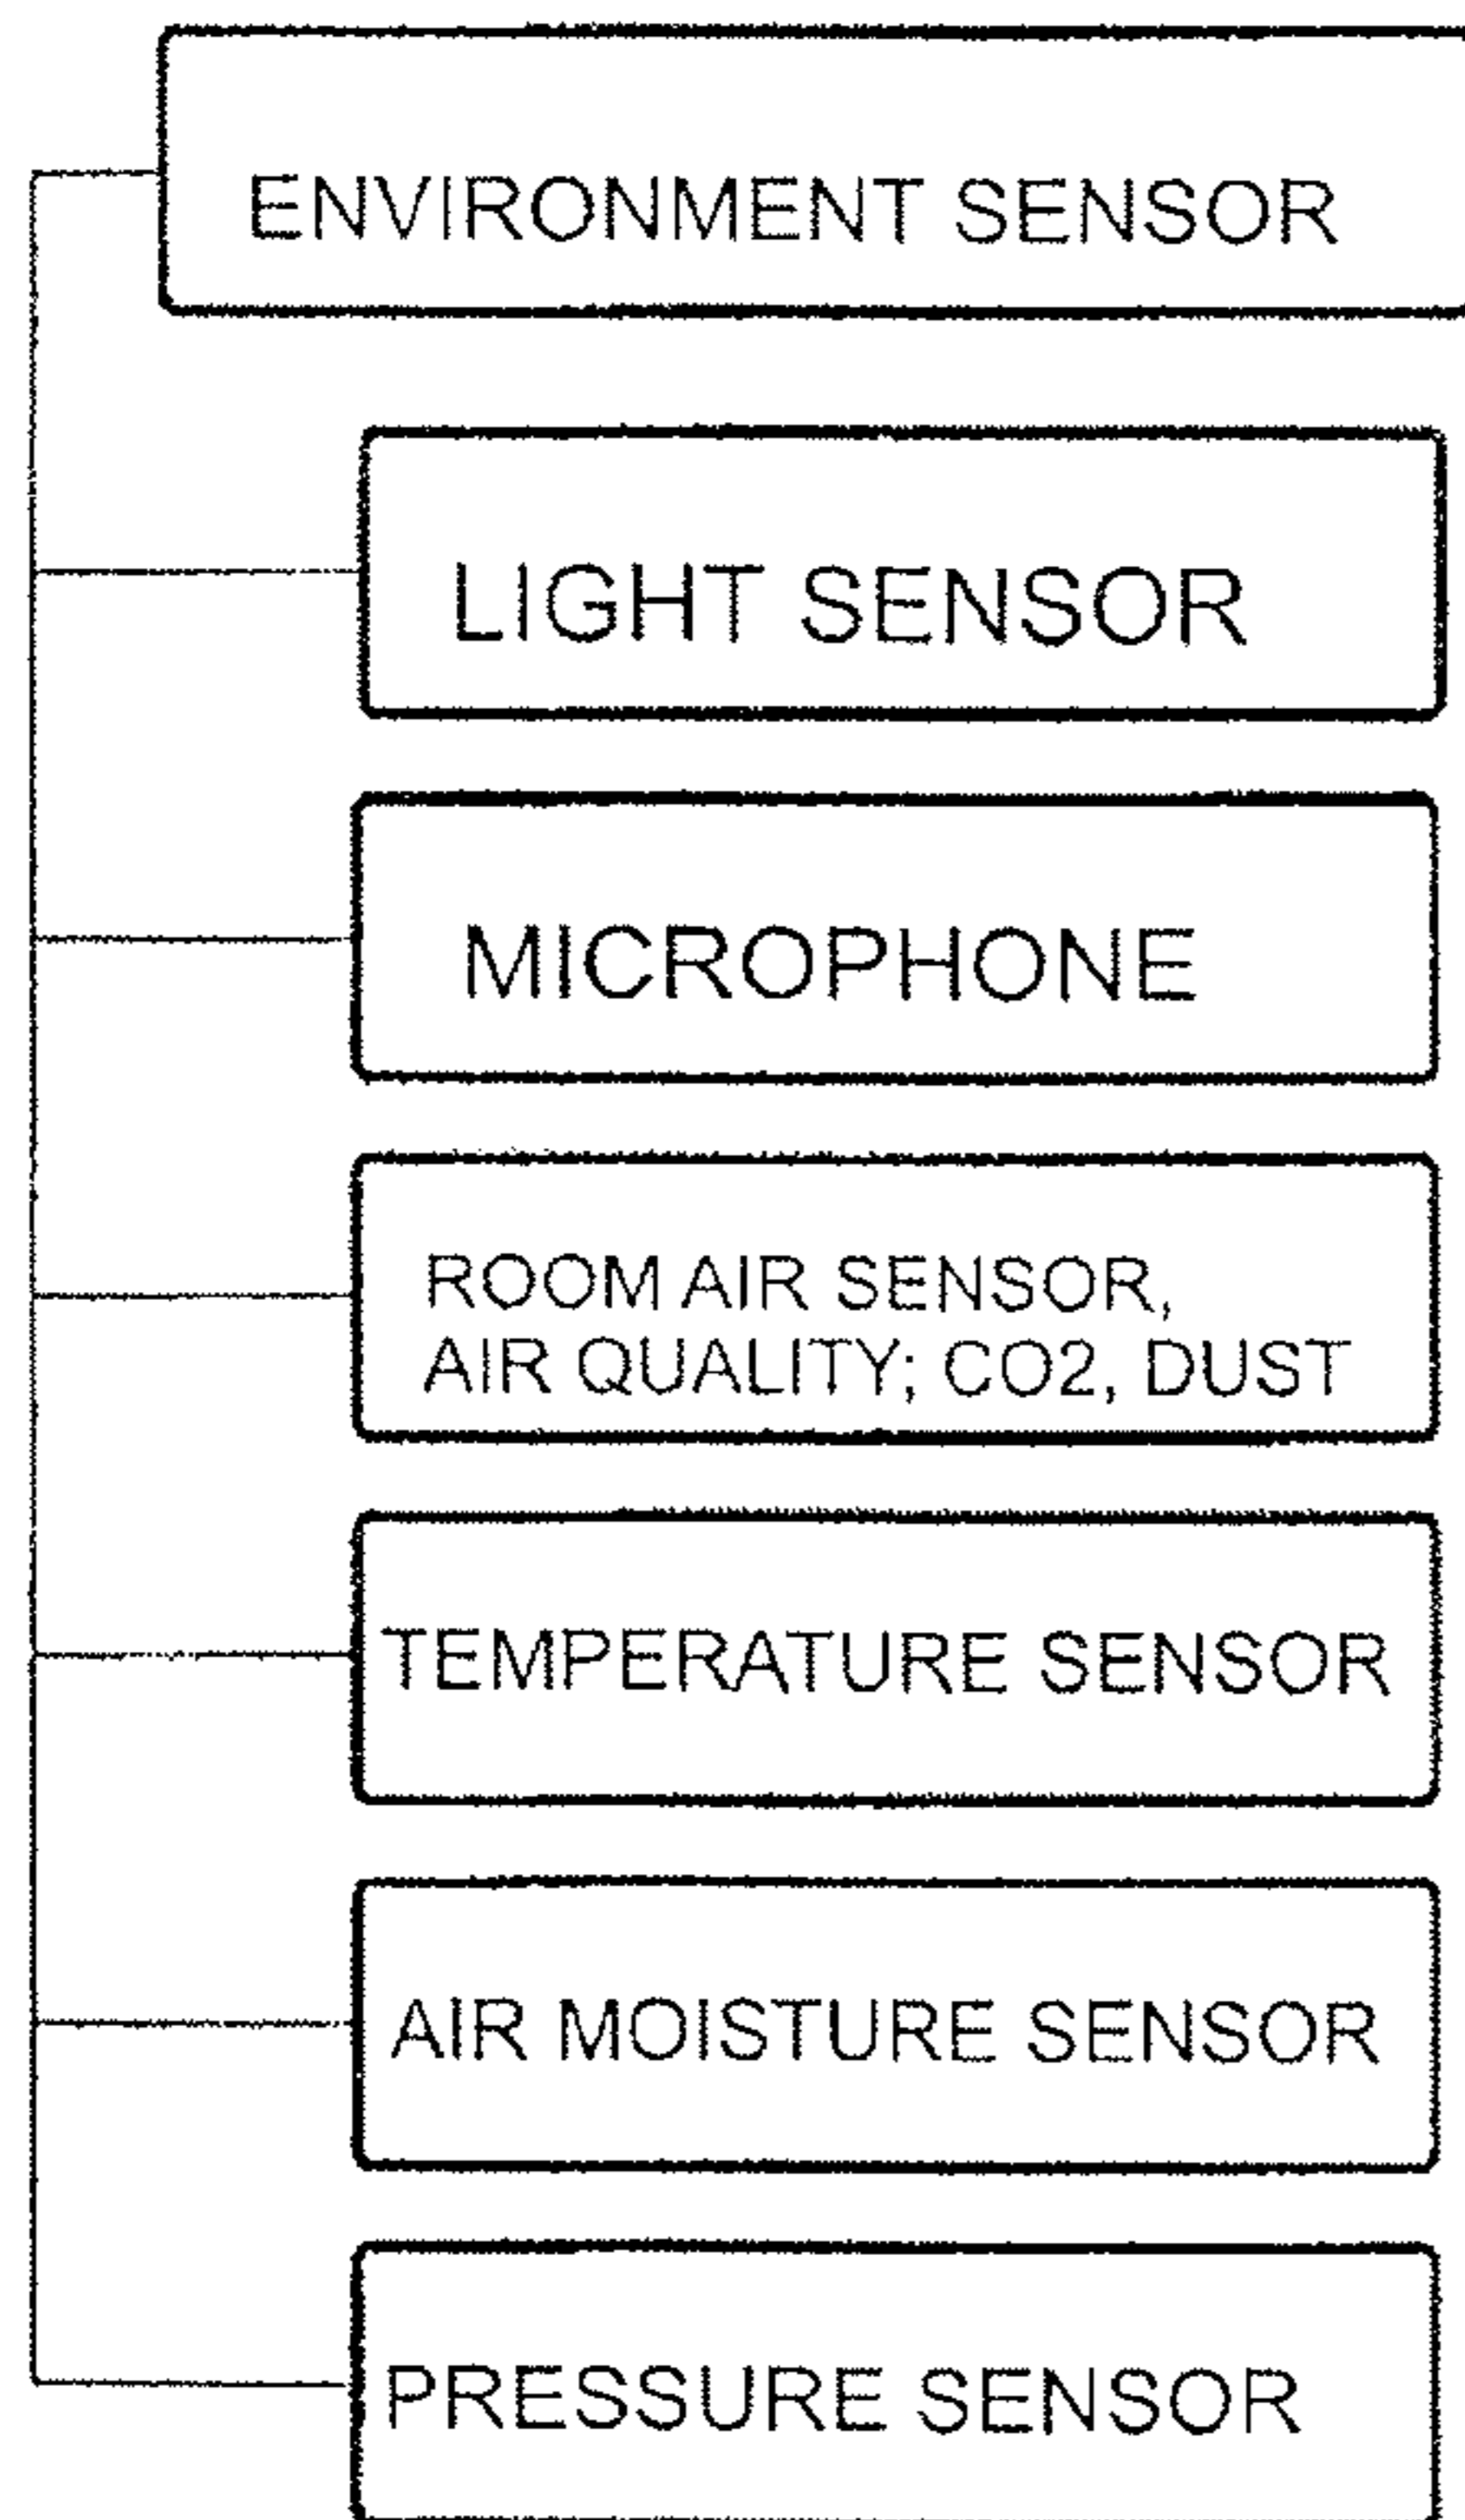 ENVIRONMENT SENSOR
LIGHT SENSOR
MICROPHONE
ROOM AIR SENSOR,
AIR QUALITY; CO2, DUST
TEMPERATURE SENSOR
AIR MOISTURE SENSOR
PRESSURE SENSOR